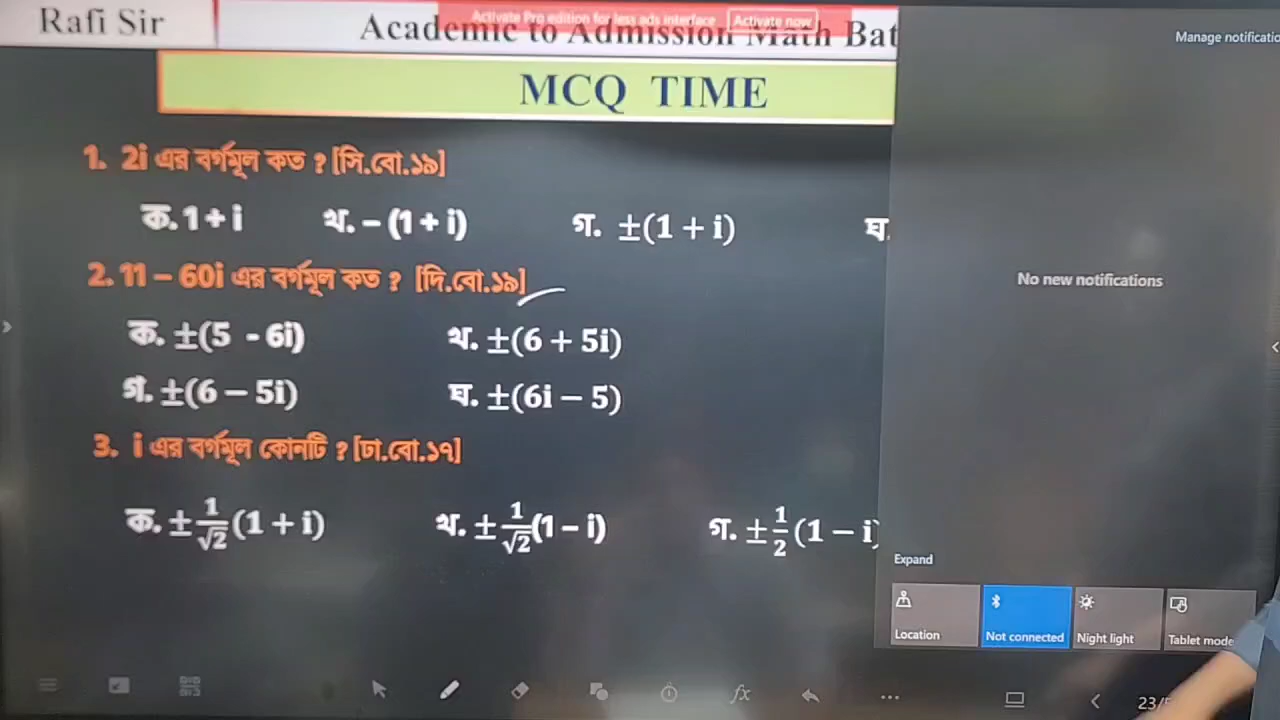 Rafi Sir
Activate Pro edition for less ads interface Activate now
Academic to Admission Math Bat
Manage notificatio
MCQ TIME
1. 2i এর বর্গমূল কত ? [সি.বো.১৯]
ক. 1 + i খ. – (1 + i) গ. ±(1 + i) ঘ.
No new notifications
2. 11 – 60i এর বর্গমূল কত ? [দি.বো.১৯]
ক. ±(5 - 6i) খ. ±(6 + 5i)
গ. ±(6 – 5i) ঘ. ±(6i – 5)
3. i এর বর্গমূল কোনটি ? [ঢা.বো.১৭]
ক. ± 1/√2 (1 + i) খ. ± 1/√2 (1 – i) গ. ± 1/2 (1 – i)
Expand
Location Not connected Night light Tablet mode
fx